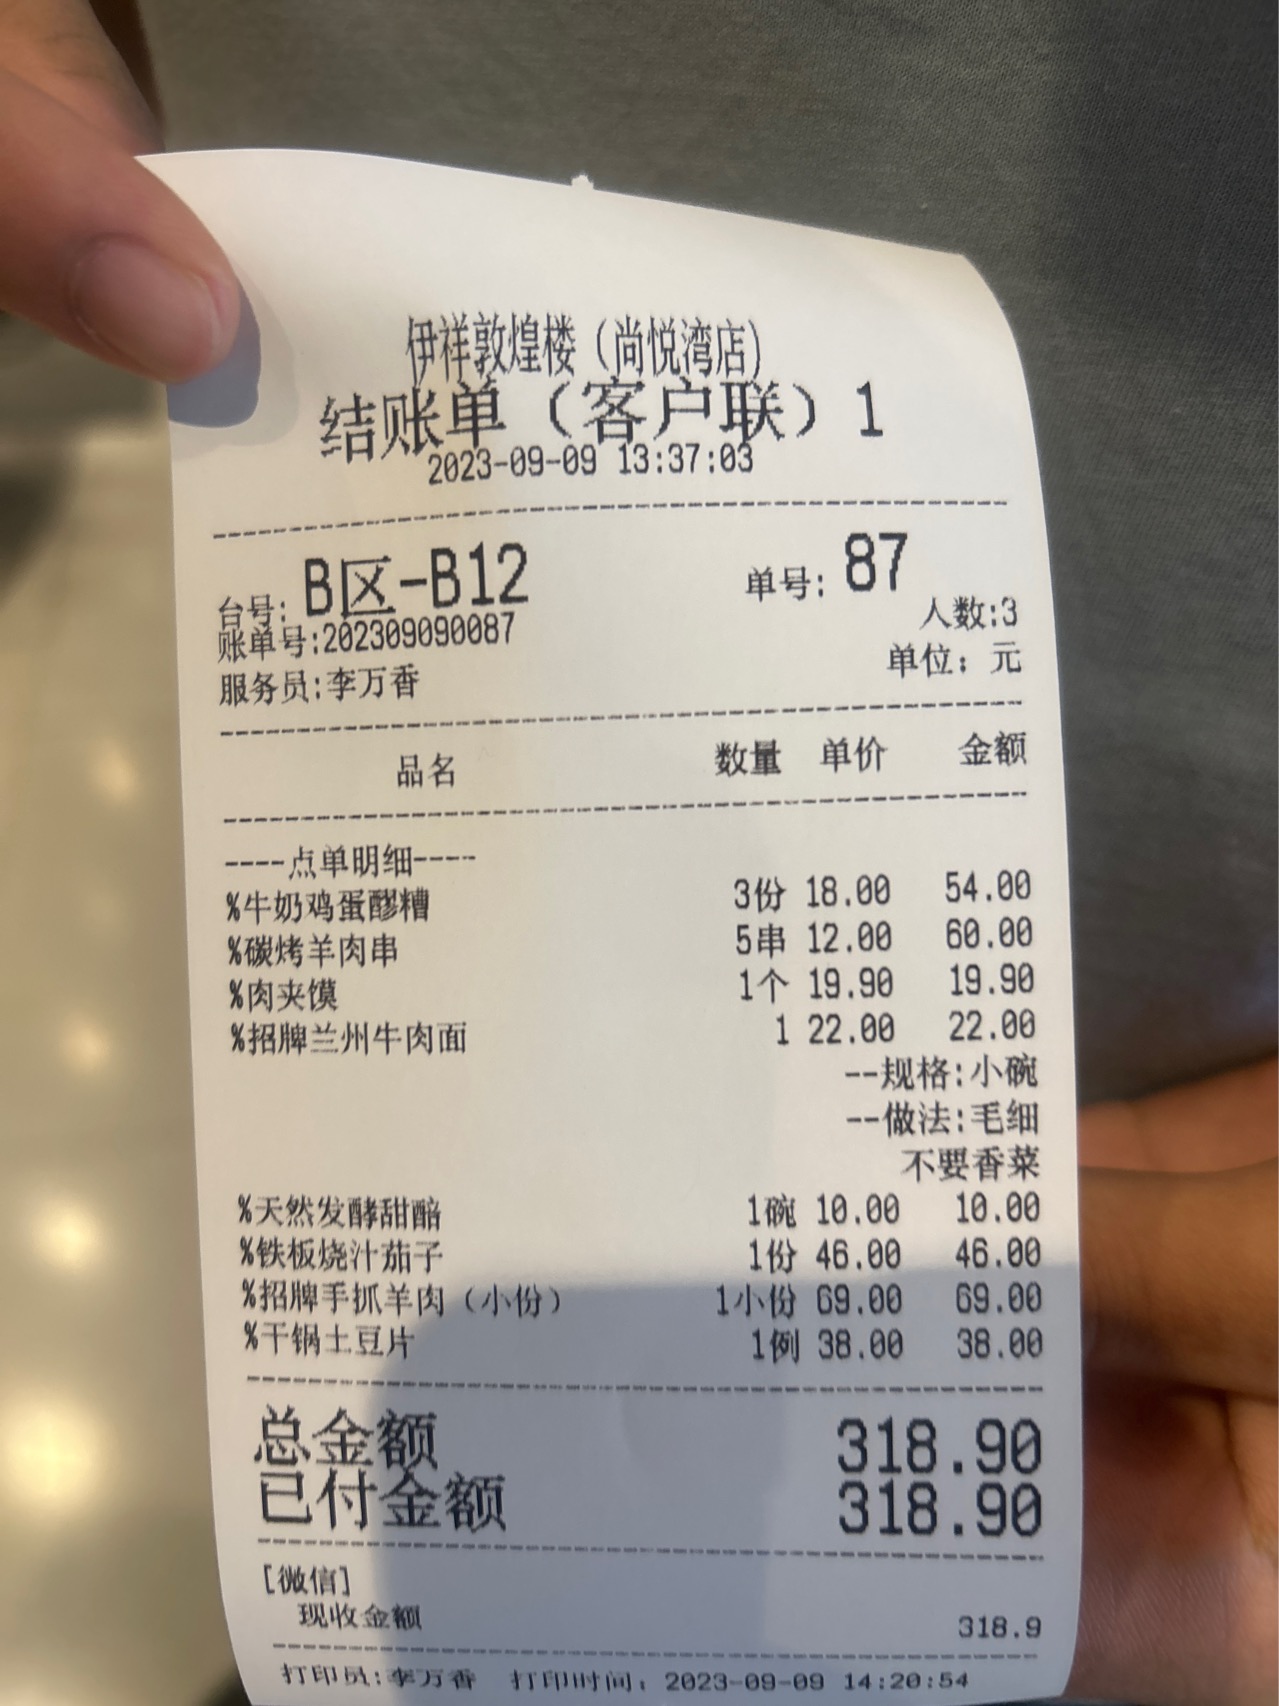 伊祥敦煌楼（尚悦湾店）
结账单（客户联）1
2023-09-09 13:37:03
台号: B区-B12 单号: 87
人数:3
账单号:202309090087
单位: 元
服务员:李万香
品名 数量 单价 金额
----点单明细----
%牛奶鸡蛋醪糟 3份 18.00 54.00
%碳烤羊肉串 5串 12.00 60.00
%肉夹馍 1个 19.90 19.90
%招牌兰州牛肉面 1 22.00 22.00
--规格:小碗
--做法:毛细
不要香菜
%天然发酵甜醅 1碗 10.00 10.00
%铁板烧汁茄子 1份 46.00 46.00
%招牌手抓羊肉（小份） 1小份 69.00 69.00
%干锅土豆片 1例 38.00 38.00
总金额 318.90
已付金额 318.90
[微信]
现收金额 318.9
打印员:李万香 打印时间: 2023-09-09 14:20:54